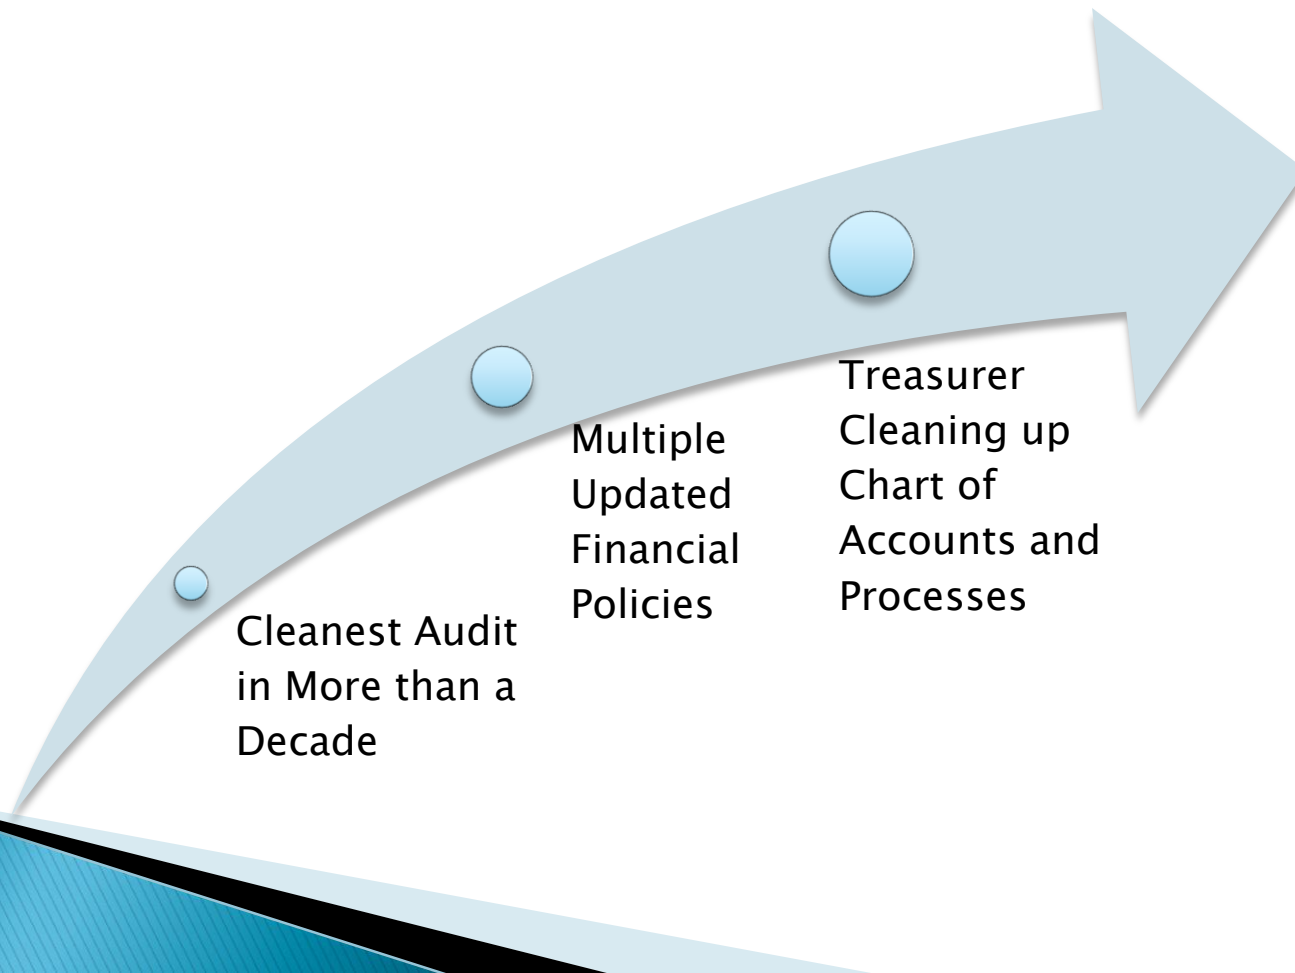 Cleanest Audit
in More than a
Decade
Multiple
Updated
Financial
Policies
Treasurer
Cleaning up
Chart of
Accounts and
Processes